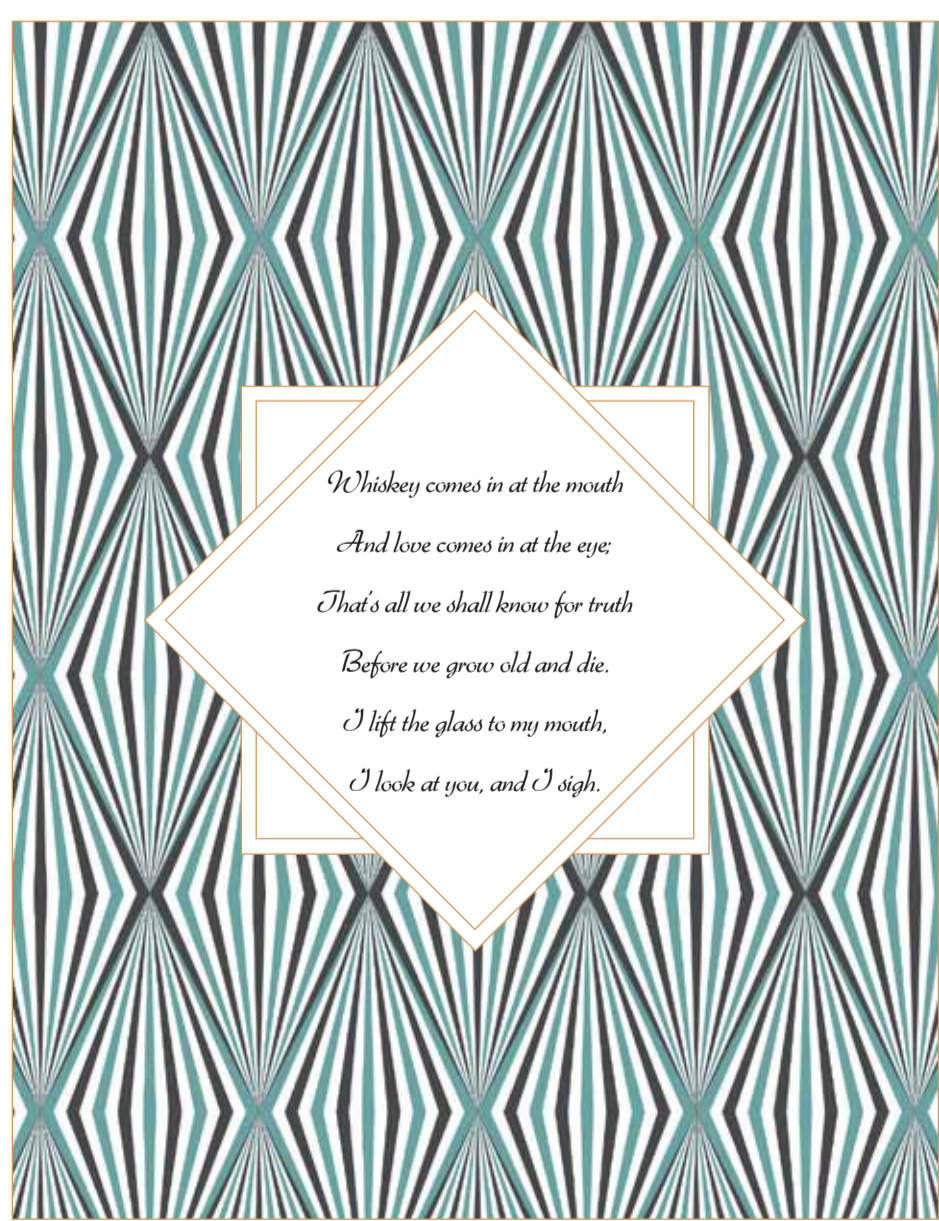 Whiskey comes in at the mouth
And love comes in at the eye;
That's all we shall know for truth
Before we grow old and die.
I lift the glass to my mouth,
I look at you, and I sigh.